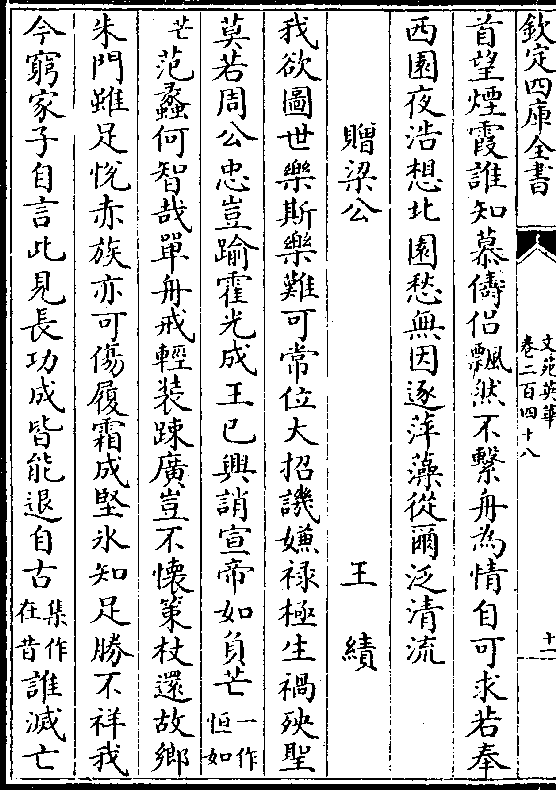 欽定四庫全書
文苑英華
卷二百四十八
十一
首望煙霞誰知慕儔侣飄然不繫舟為情自可求若奉
西園夜浩想北園愁無因逐萍藻從爾泛清流
贈梁公 王績
我欲圖世樂斯樂難可常位大招譏嫌禄極生禍殃聖
莫若周公忠豈踰霍光成王已興誚宣帝如負芒一作恒如
芒范蠡何智哉單舟戒輕装踈廣豈不懷策杖還故鄉
朱門雖足悦赤族亦可傷履霜成堅氷知足勝不祥我
今窮家子自言此見長功成皆能退自古集作在昔誰滅亡